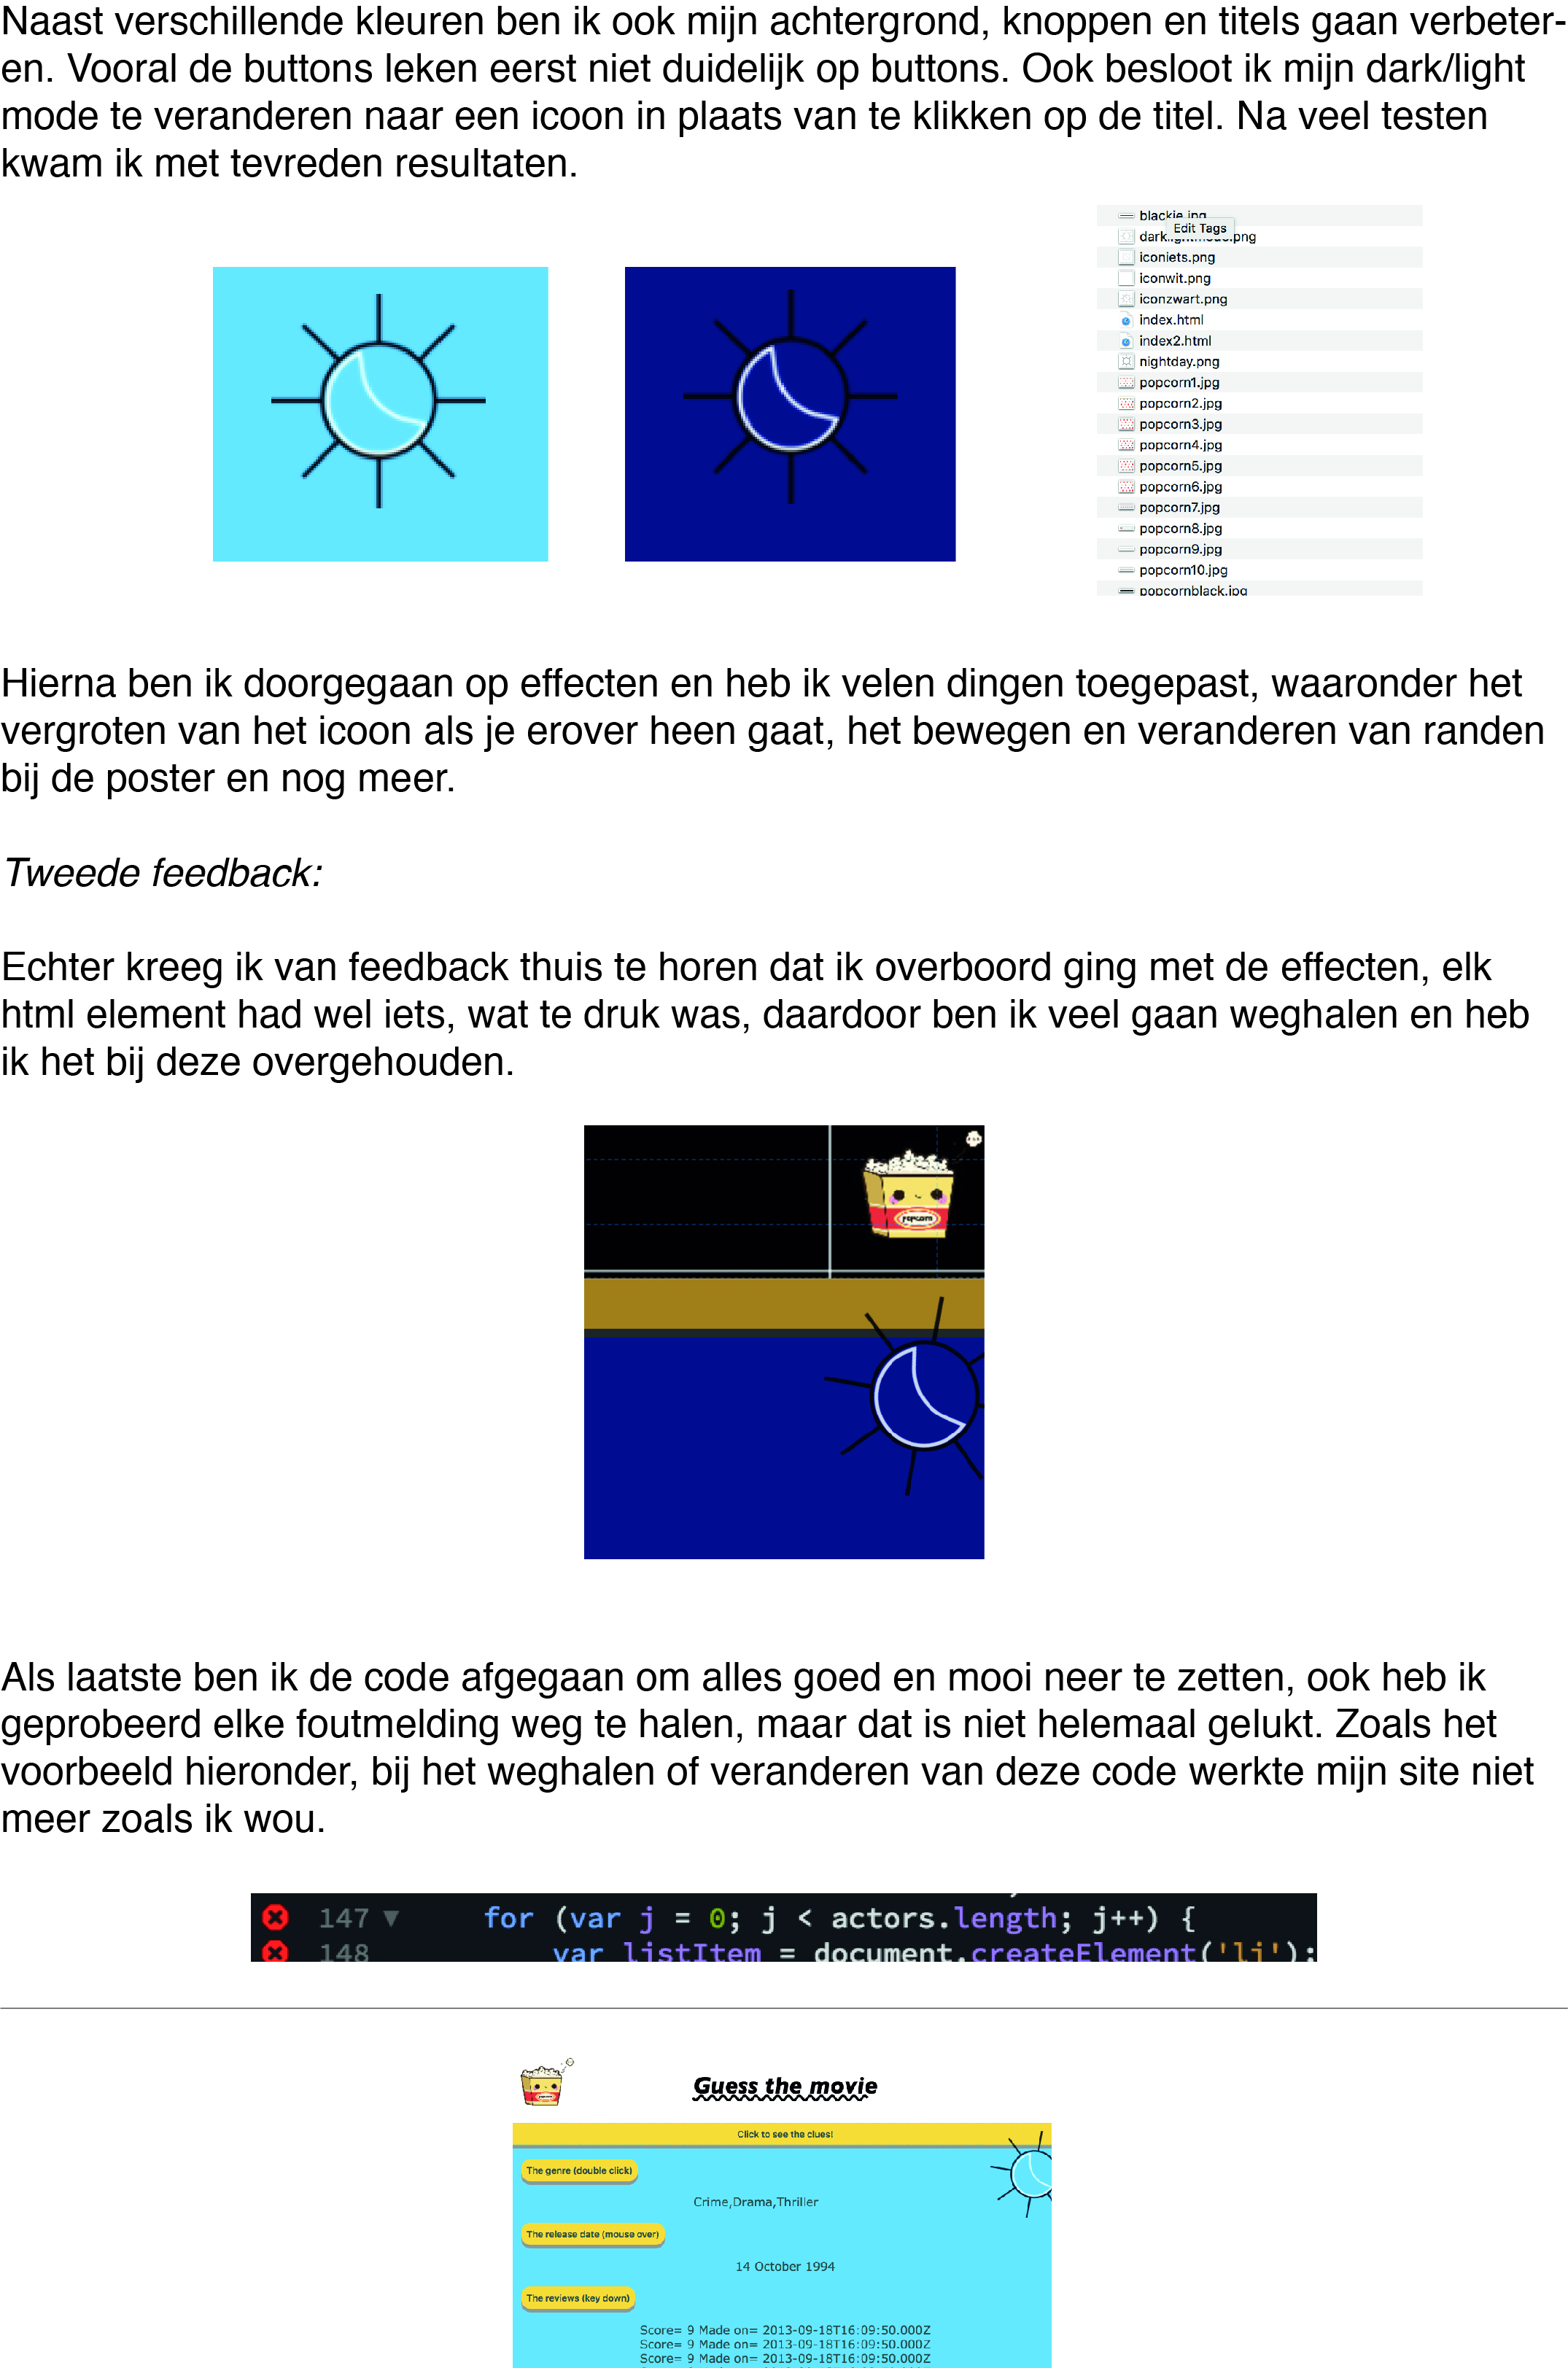 Naast verschillende kleuren ben ik ook mijn achtergrond, knoppen en titels gaan verbeter-
en. Vooral de buttons leken eerst niet duidelijk op buttons. Ook besloot ik mijn dark/light
mode te veranderen naar een icoon in plaats van te klikken op de titel. Na veel testen
kwam ik met tevreden resultaten.
blackie.jpg
Edit Tags
iconiets.png
iconwit.png
iconzwart.png
index.html
index2.html
nightday.png
popcorn1.jpg
popcorn2.jpg
popcorn3.jpg
popcorn4.jpg
popcorn5.jpg
popcorn6.jpg
popcorn7.jpg
popcorn8.jpg
popcorn9.jpg
popcorn10.jpg
popcornblack.jpg
Hierna ben ik doorgegaan op effecten en heb ik velen dingen toegepast, waaronder het
vergroten van het icoon als je erover heen gaat, het bewegen en veranderen van randen
bij de poster en nog meer.
Tweede feedback:
Echter kreeg ik van feedback thuis te horen dat ik overboord ging met de effecten, elk
html element had wel iets, wat te druk was, daardoor ben ik veel gaan weghalen en heb
ik het bij deze overgehouden.
POPCORN
Als laatste ben ik de code afgegaan om alles goed en mooi neer te zetten, ook heb ik
geprobeerd elke foutmelding weg te halen, maar dat is niet helemaal gelukt. Zoals het
voorbeeld hieronder, bij het weghalen of veranderen van deze code werkte mijn site niet
meer zoals ik wou.
147 for (var j = 0; j < actors.length; j++) {
148 var listItem = document.createElement('li');
Guess the movie
Click to see the clues!
The genre (double click)
Crime,Drama,Thriller
The release date (mouse over)
14 October 1994
The reviews (key down)
Score= 9 Made on= 2013-09-18T16:09:50.000Z
Score= 9 Made on= 2013-09-18T16:09:50.000Z
Score= 9 Made on= 2013-09-18T16:09:50.000Z